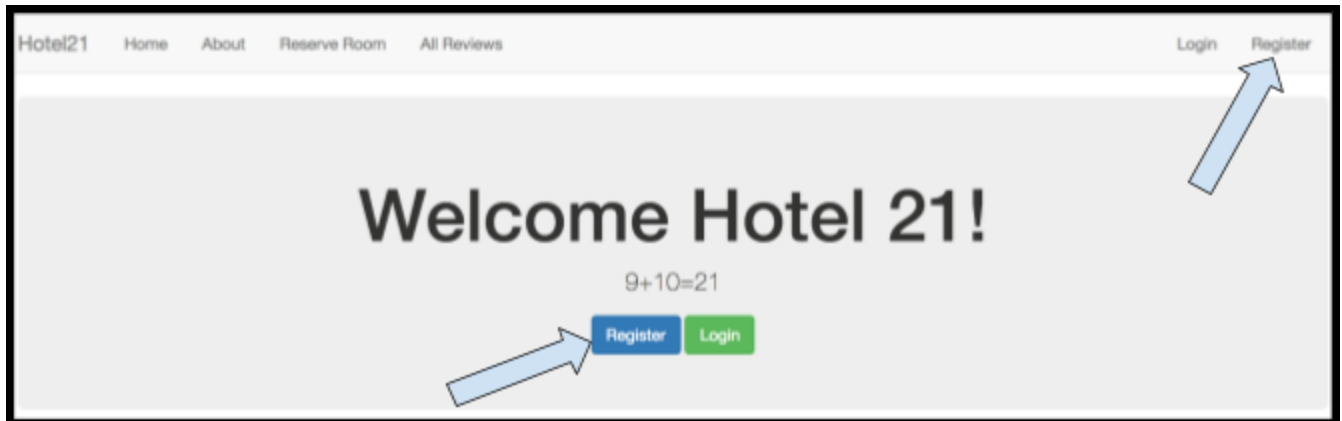 Hotel21 Home About Reserve Room All Reviews Login Register
Welcome Hotel 21!
9+10=21
Register Login